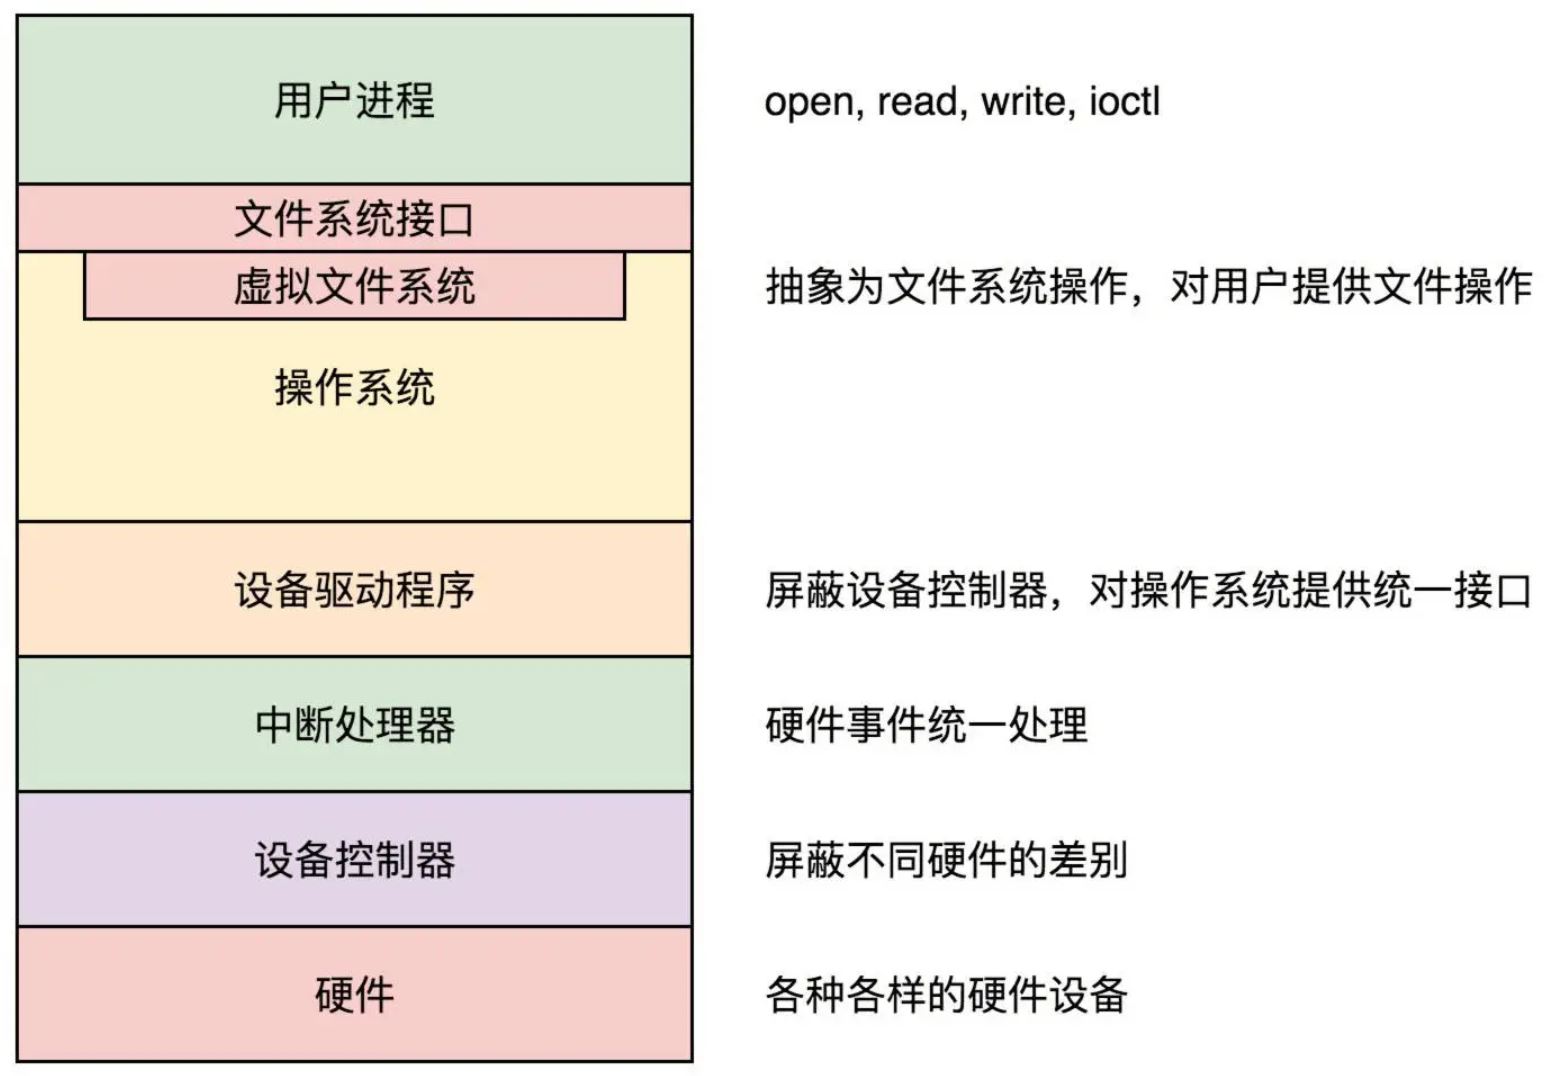 用户进程
open, read, write, ioctl
文件系统接口
虚拟文件系统
抽象为文件系统操作，对用户提供文件操作
操作系统
设备驱动程序
屏蔽设备控制器，对操作系统提供统一接口
中断处理器
硬件事件统一处理
设备控制器
屏蔽不同硬件的差别
硬件
各种各样的硬件设备